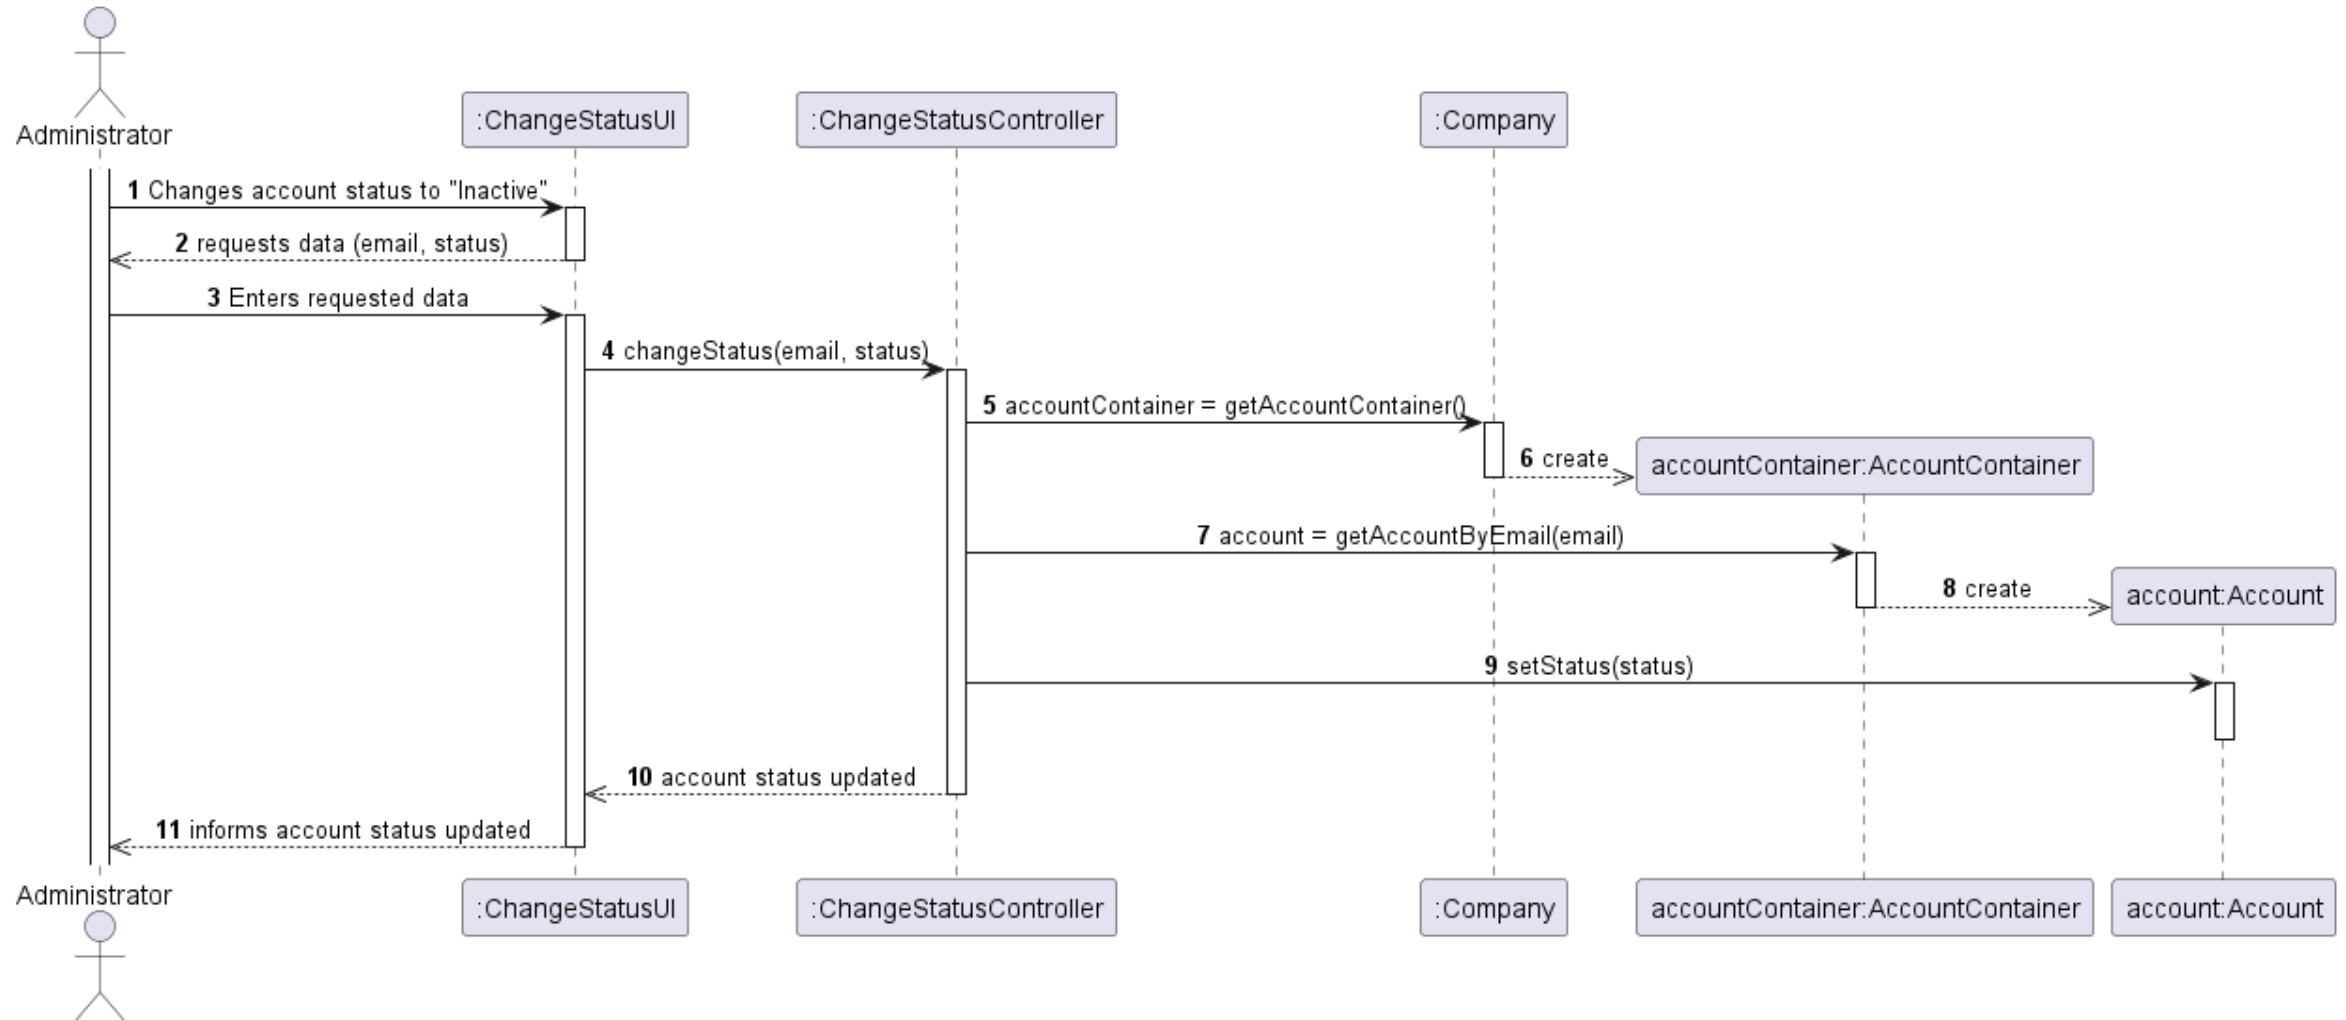 Administrator
:ChangeStatusUI
:ChangeStatusController
:Company
1 Changes account status to "Inactive"
2 requests data (email, status)
3 Enters requested data
4 changeStatus(email, status)
5 accountContainer = getAccountContainer()
6 create
accountContainer:AccountContainer
7 account = getAccountByEmail(email)
8 create
account:Account
9 setStatus(status)
10 account status updated
11 informs account status updated
Administrator
:ChangeStatusUI
:ChangeStatusController
:Company
accountContainer:AccountContainer
account:Account